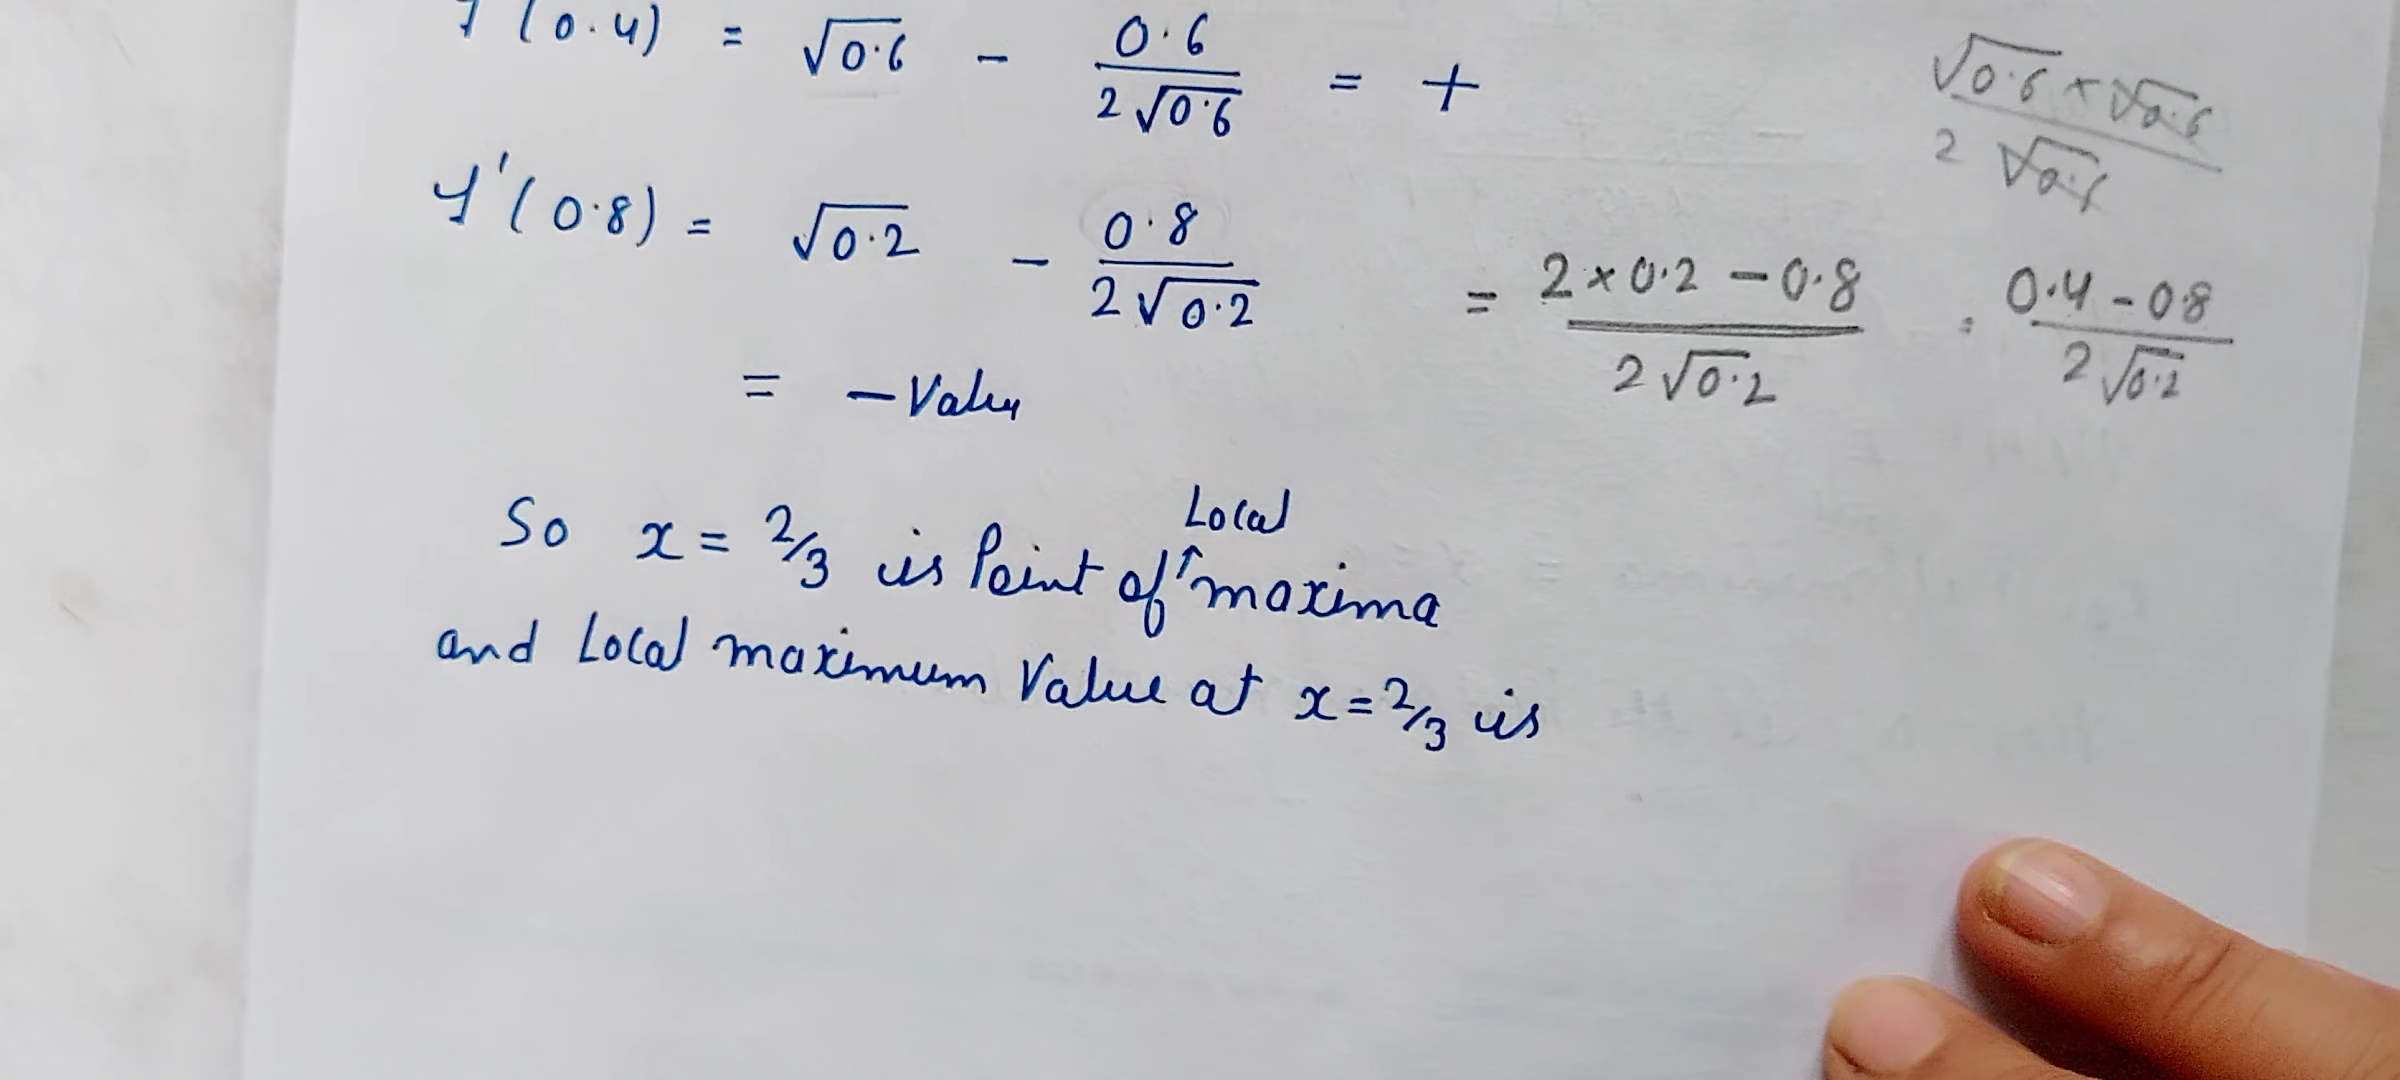 f'(0.4) = √0.6 - 0.6/2√0.6 = +
√0.6 × √0.6 / 2√0.6
f'(0.8) = √0.2 - 0.8/2√0.2 = 2×0.2-0.8/2√0.2 = 0.4-0.8/2√0.2
= - Value
Local
So x = 2/3 is Point of ↑ maxima
and Local maximum Value at x = 2/3 is